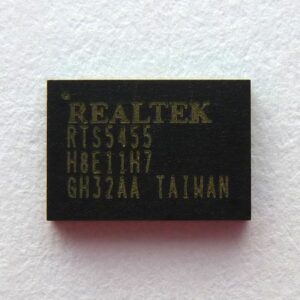 REALTEK
RTS5455
H8E11H7
GH32AA TAIWAN